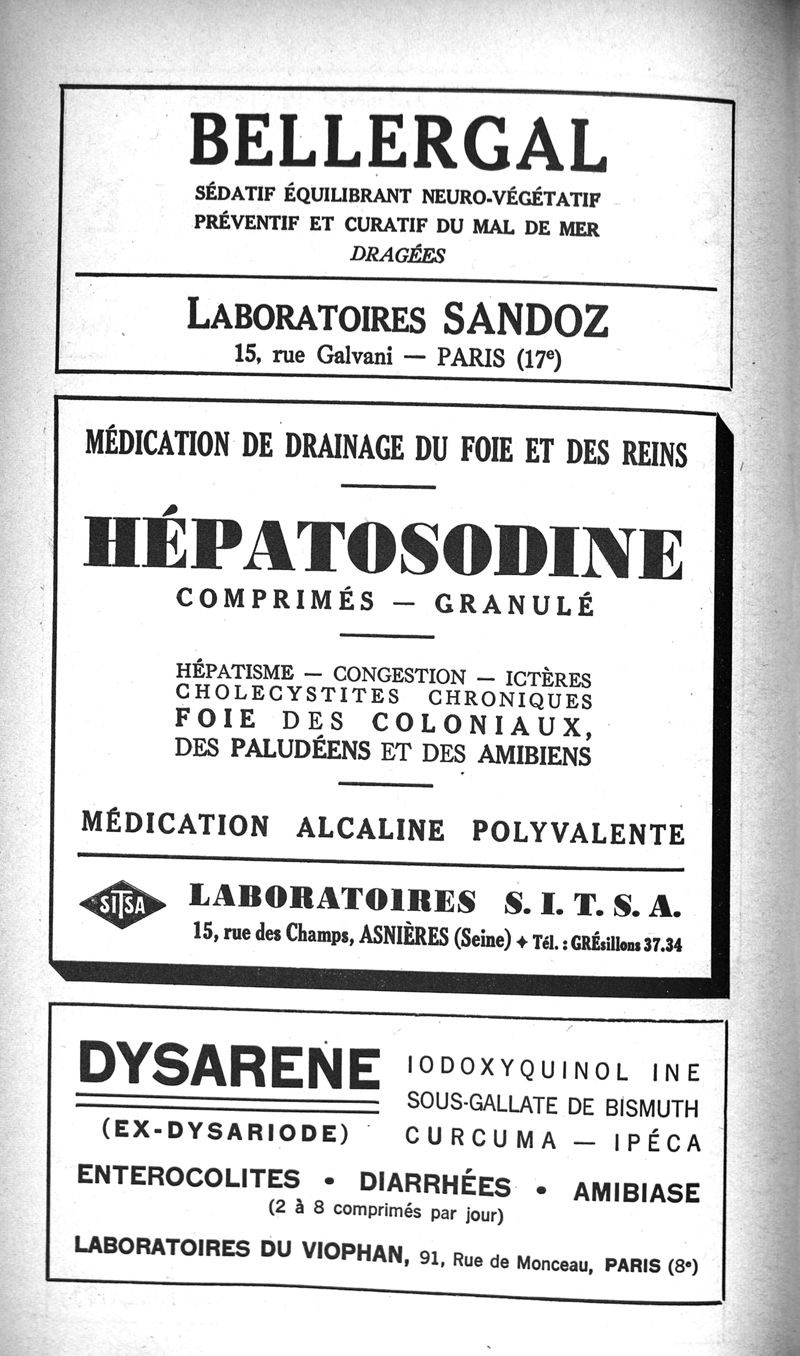 BELLERGAL
SÉDATIF ÉQUILIBRANT NEURO-VÉGÉTATIF
PRÉVENTIF ET CURATIF DU MAL DE MER
DRAGÉES
LABORATOIRES SANDOZ
15, rue Galvani — PARIS (17e)
MÉDICATION DE DRAINAGE DU FOIE ET DES REINS
HÉPATOSODINE
COMPRIMÉS — GRANULÉ
HÉPATISME — CONGESTION — ICTÈRES
CHOLECYSTITES CHRONIQUES
FOIE DES COLONIAUX,
DES PALUDÉENS ET DES AMIBIENS
MÉDICATION ALCALINE POLYVALENTE
SITSA
LABORATOIRES S. I. T. S. A.
15, rue des Champs, ASNIÈRES (Seine) ✦ Tél. : GRÉsillons 37.34
DYSARENE
(EX-DYSARIODE)
IODOXYQUINOL INE
SOUS-GALLATE DE BISMUTH
CURCUMA — IPÉCA
ENTEROCOLITES • DIARRHÉES • AMIBIASE
(2 à 8 comprimés par jour)
LABORATOIRES DU VIOPHAN, 91, Rue de Monceau, PARIS (8e)